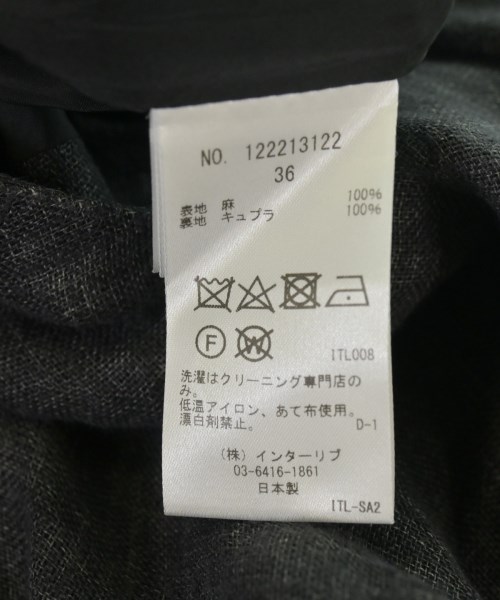 NO. 122213122
36
表地 麻 100%
裏地 キュプラ 100%
F W
ITL008
洗濯はクリーニング専門店の
み。
低温アイロン、あて布使用。
漂白剤禁止。 D-1
(株) インターリブ
03-6416-1861
日本製
ITL-SA2